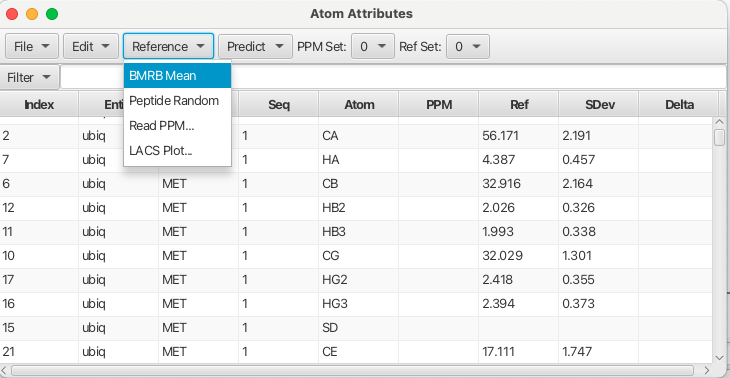 Atom Attributes
File Edit Reference Predict PPM Set: 0 Ref Set: 0
Filter BMRB Mean
Peptide Random
Read PPM...
LACS Plot...
Index Enti Seq Atom PPM Ref SDev Delta
2 ubiq 1 CA 56.171 2.191
7 ubiq 1 HA 4.387 0.457
6 ubiq MET 1 CB 32.916 2.164
12 ubiq MET 1 HB2 2.026 0.326
11 ubiq MET 1 HB3 1.993 0.338
10 ubiq MET 1 CG 32.029 1.301
17 ubiq MET 1 HG2 2.418 0.355
16 ubiq MET 1 HG3 2.394 0.373
15 ubiq MET 1 SD
21 ubiq MET 1 CE 17.111 1.747